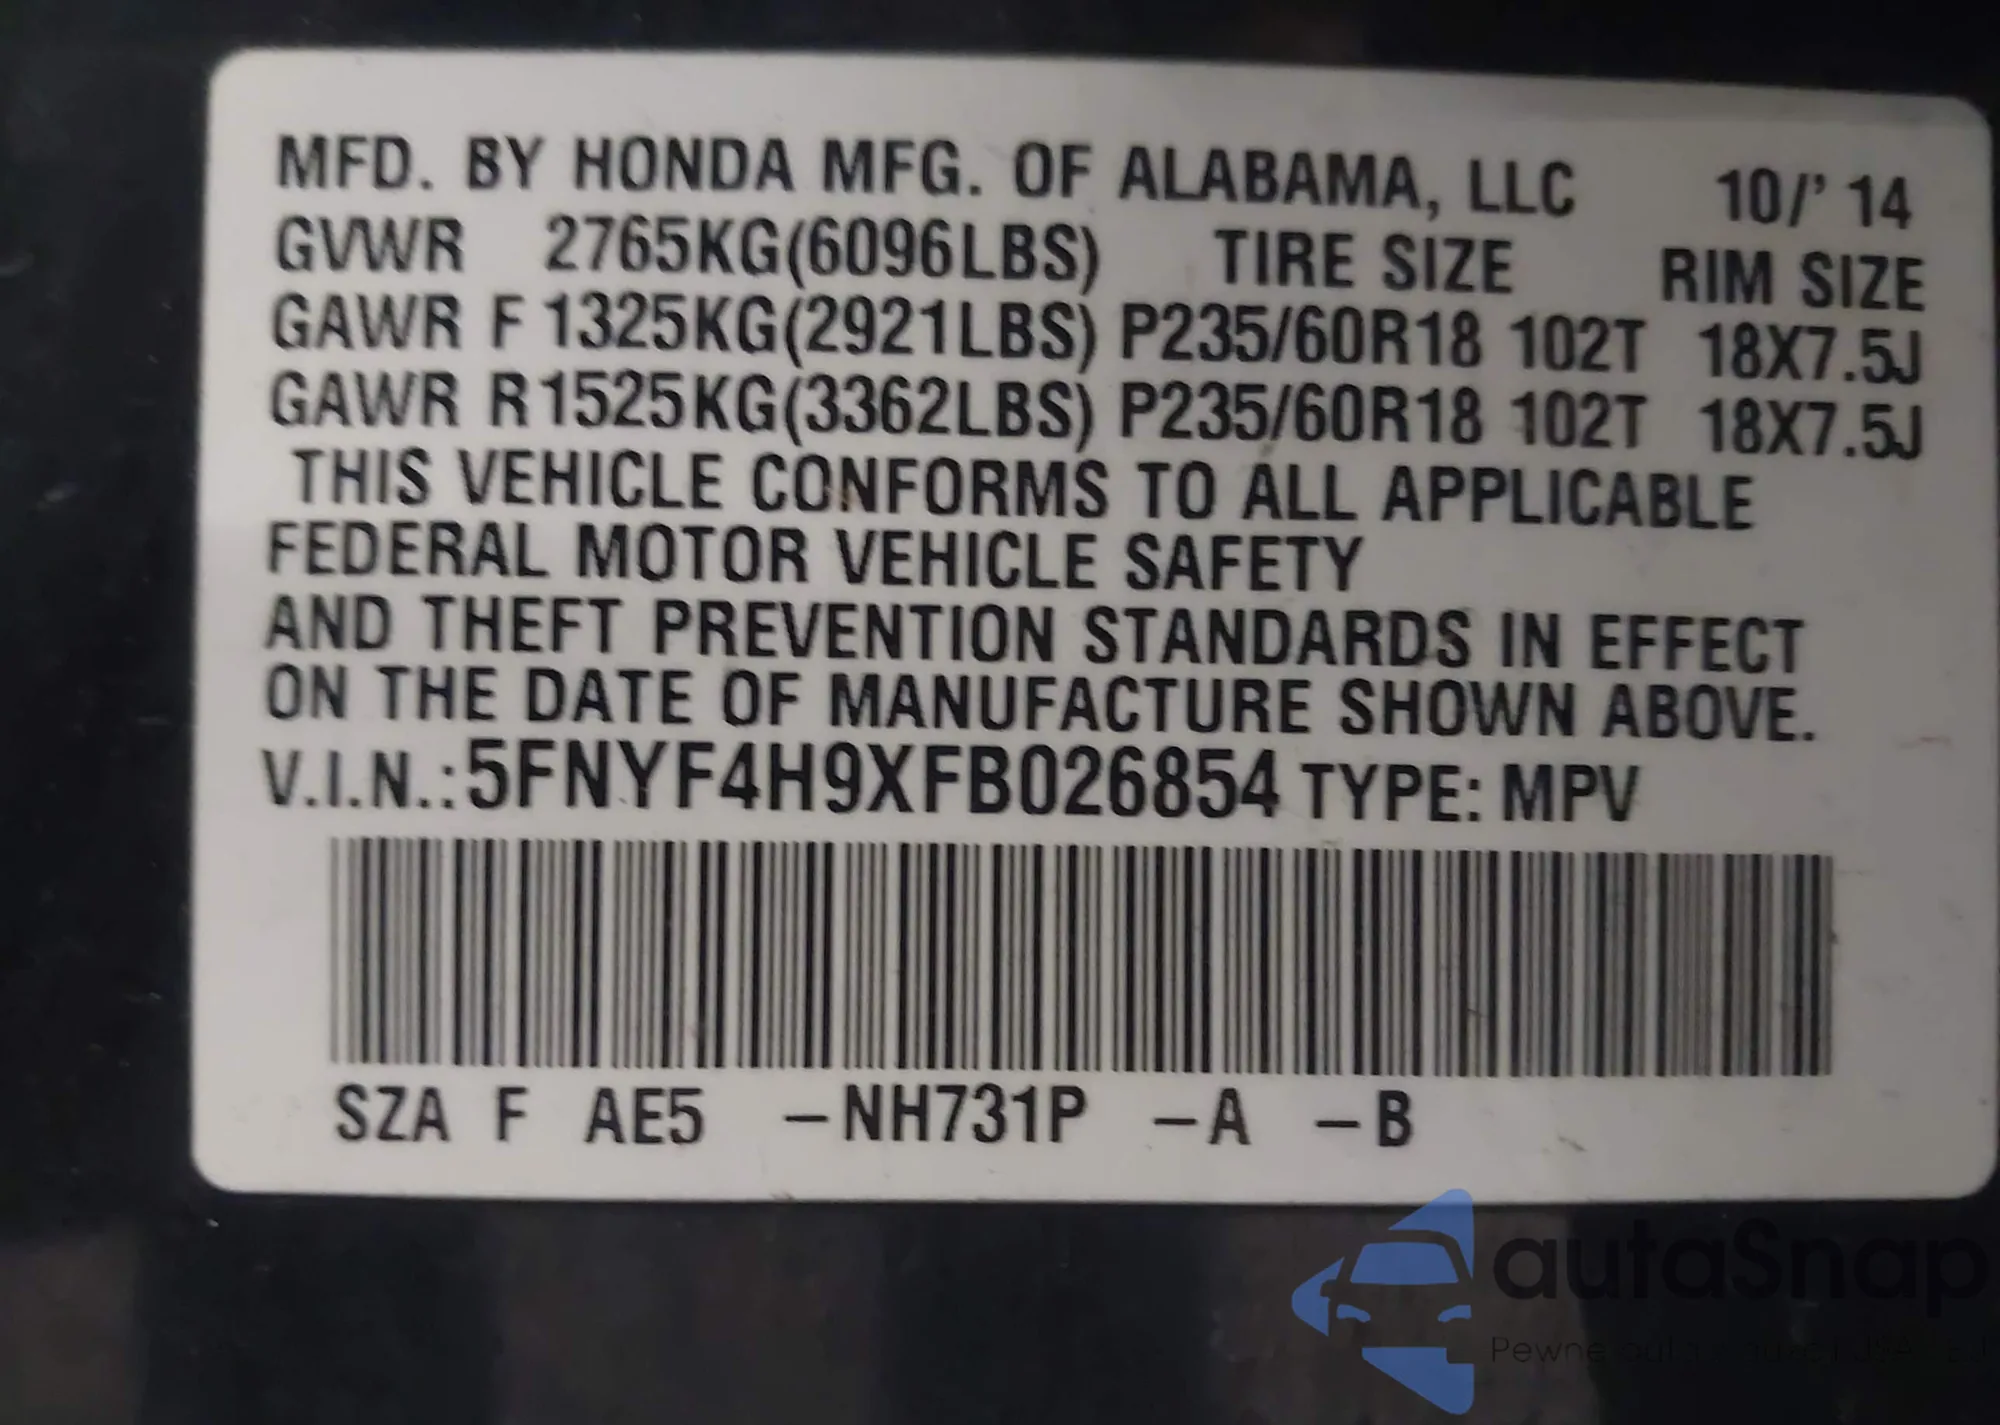 MFD. BY HONDA MFG. OF ALABAMA, LLC 10/' 14
GVWR 2765KG(6096LBS) TIRE SIZE RIM SIZE
GAWR F 1325KG(2921LBS) P235/60R18 102T 18X7.5J
GAWR R 1525KG(3362LBS) P235/60R18 102T 18X7.5J
THIS VEHICLE CONFORMS TO ALL APPLICABLE
FEDERAL MOTOR VEHICLE SAFETY
AND THEFT PREVENTION STANDARDS IN EFFECT
ON THE DATE OF MANUFACTURE SHOWN ABOVE.
V.I.N.:5FNYF4H9XFB026854 TYPE: MPV
SZA F AE5 –NH731P –A –B
autaSnap
Pewne